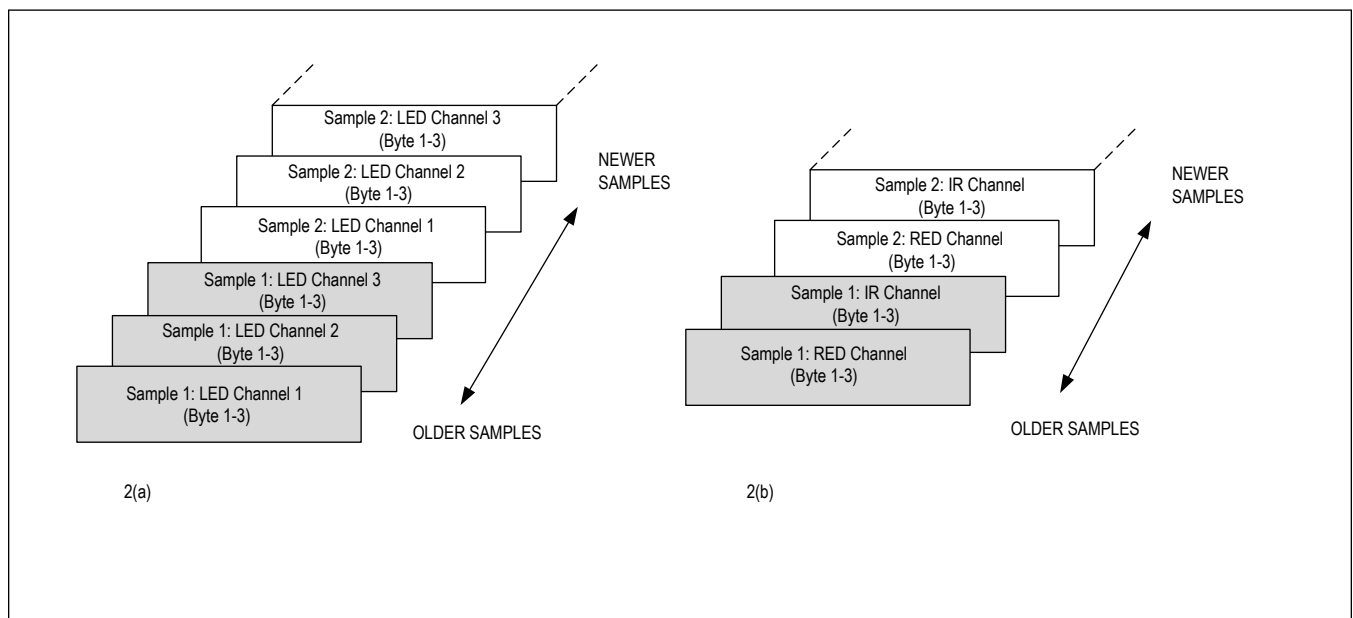 Sample 2: LED Channel 3
(Byte 1-3)
Sample 2: LED Channel 2
(Byte 1-3)
Sample 2: LED Channel 1
(Byte 1-3)
Sample 1: LED Channel 3
(Byte 1-3)
Sample 1: LED Channel 2
(Byte 1-3)
Sample 1: LED Channel 1
(Byte 1-3)
NEWER
SAMPLES
OLDER SAMPLES
2(a)
Sample 2: IR Channel
(Byte 1-3)
Sample 2: RED Channel
(Byte 1-3)
Sample 1: IR Channel
(Byte 1-3)
Sample 1: RED Channel
(Byte 1-3)
NEWER
SAMPLES
OLDER SAMPLES
2(b)